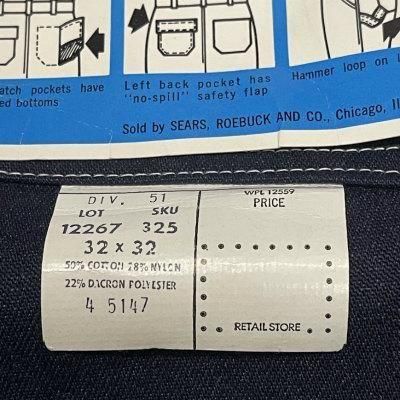 atch pockets have
ed bottoms
Left back pocket has
"no-spill" safety flap
Hammer loop on
Sold by SEARS, ROEBUCK AND CO., Chicago, Il
DIV. 51
LOT SKU
12267 325
32 x 32
50% COTTON 28% NYLON
22% DACRON POLYESTER
4 5147
WPL 12559
PRICE
RETAIL STORE